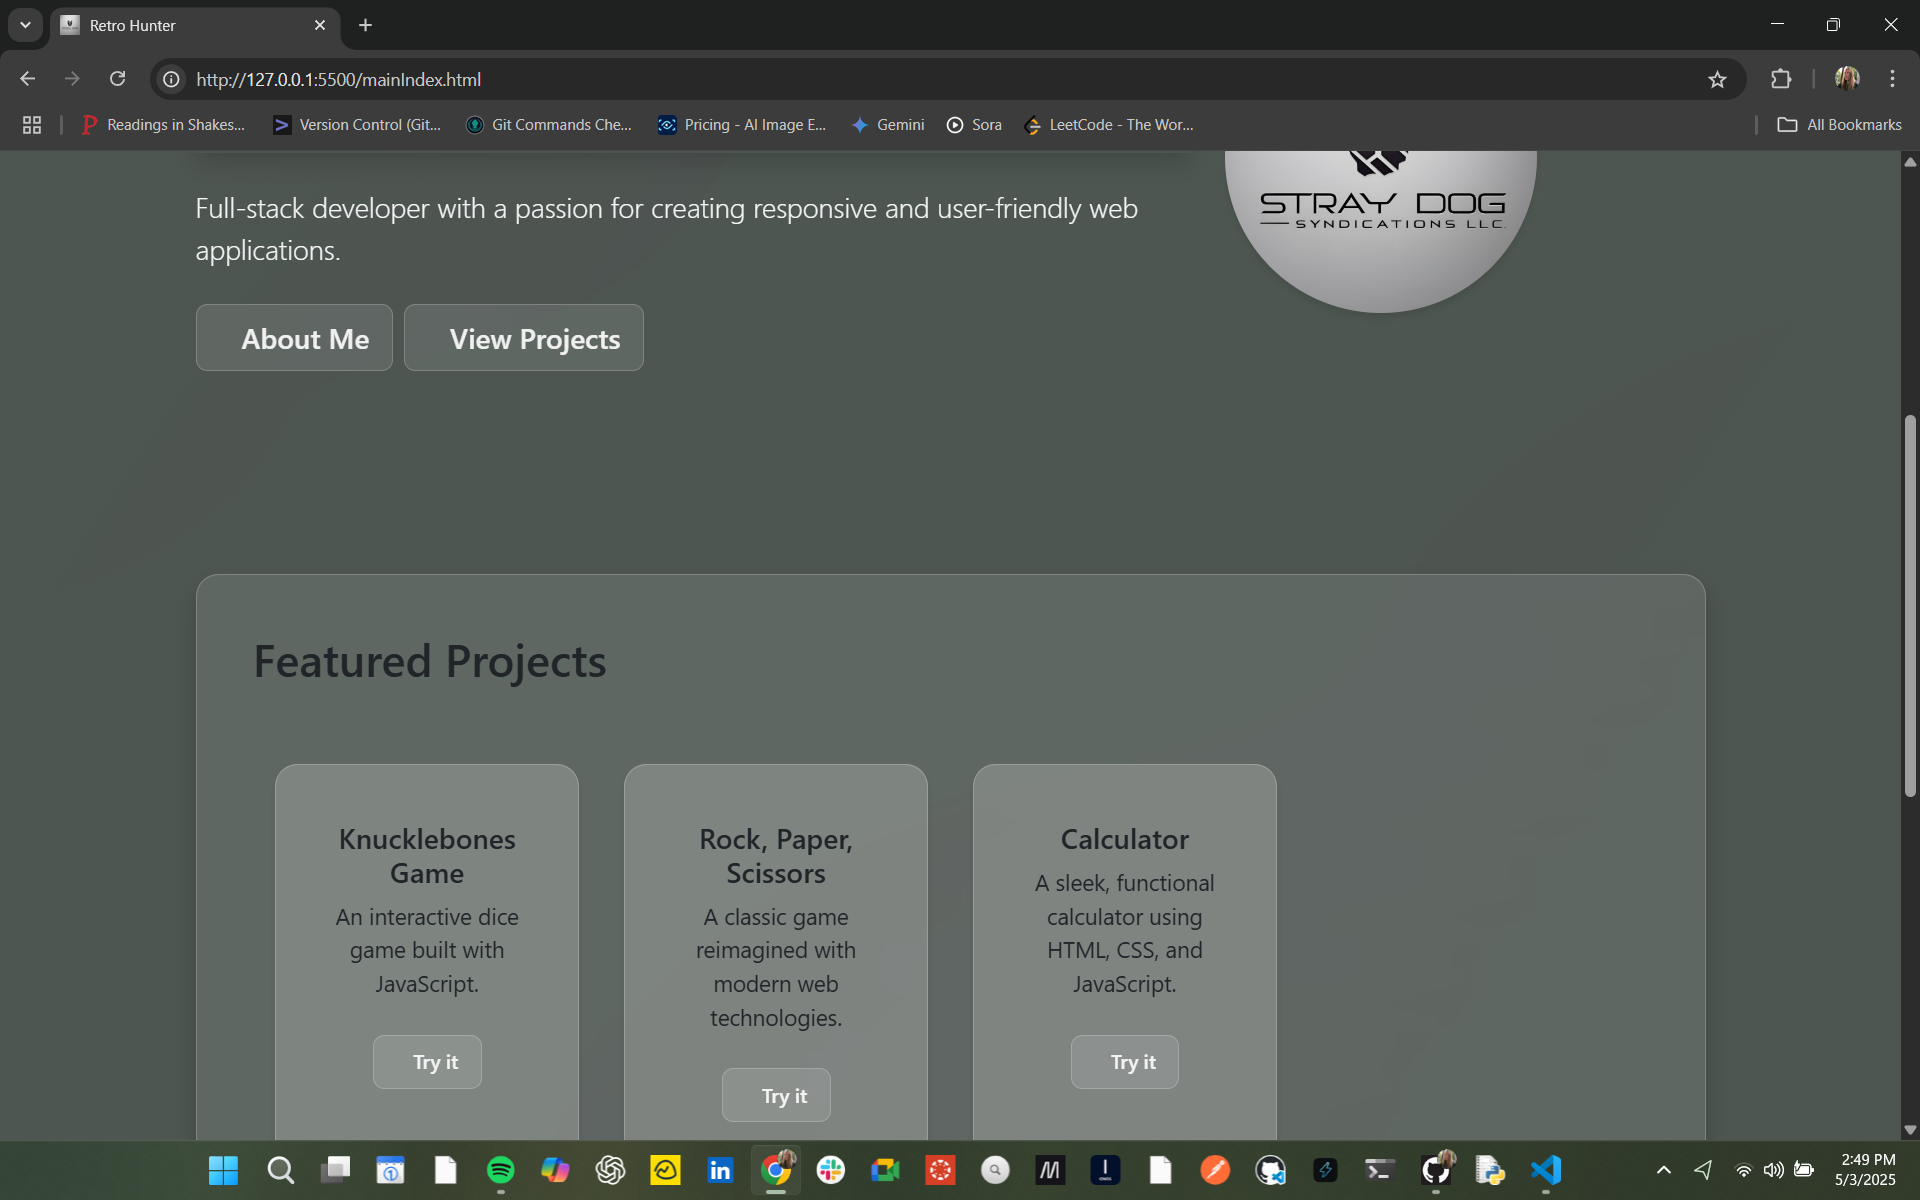 Retro Hunter
http://127.0.0.1:5500/mainIndex.html
Readings in Shakes...
Version Control (Git...
Git Commands Che...
Pricing - AI Image E...
Gemini
Sora
LeetCode - The Wor...
All Bookmarks
STRAY DOG
SYNDICATIONS LLC.
Full-stack developer with a passion for creating responsive and user-friendly web
applications.
About Me
View Projects
Featured Projects
Knucklebones
Game
An interactive dice
game built with
JavaScript.
Try it
Rock, Paper,
Scissors
A classic game
reimagined with
modern web
technologies.
Try it
Calculator
A sleek, functional
calculator using
HTML, CSS, and
JavaScript.
Try it
2:49 PM
5/3/2025